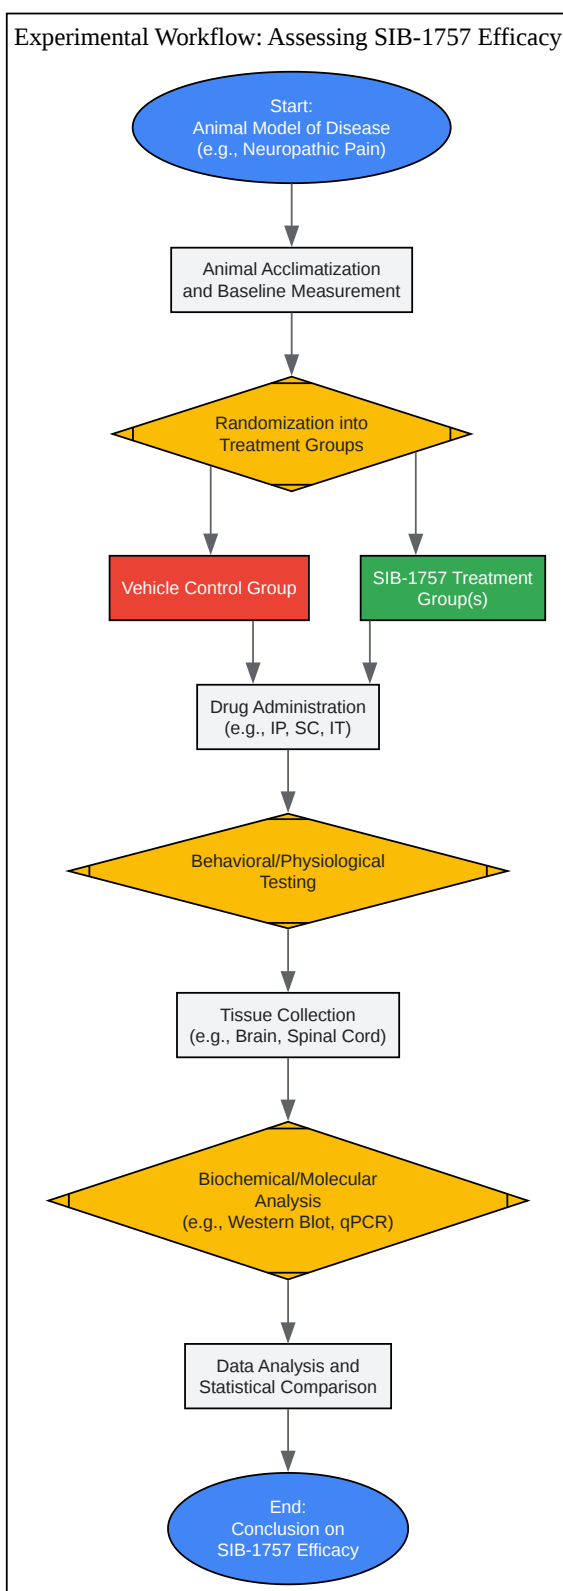 Experimental Workflow: Assessing SIB-1757 Efficacy
Start:
Animal Model of Disease
(e.g., Neuropathic Pain)
Animal Acclimatization
and Baseline Measurement
Randomization into
Treatment Groups
Vehicle Control Group
SIB-1757 Treatment
Group(s)
Drug Administration
(e.g., IP, SC, IT)
Behavioral/Physiological
Testing
Tissue Collection
(e.g., Brain, Spinal Cord)
Biochemical/Molecular
Analysis
(e.g., Western Blot, qPCR)
Data Analysis and
Statistical Comparison
End:
Conclusion on
SIB-1757 Efficacy